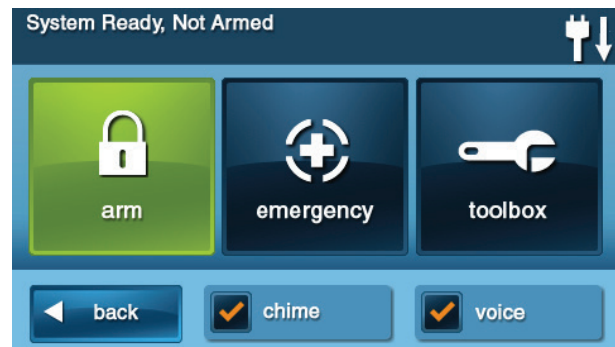 System Ready, Not Armed
arm
emergency
toolbox
back
chime
voice